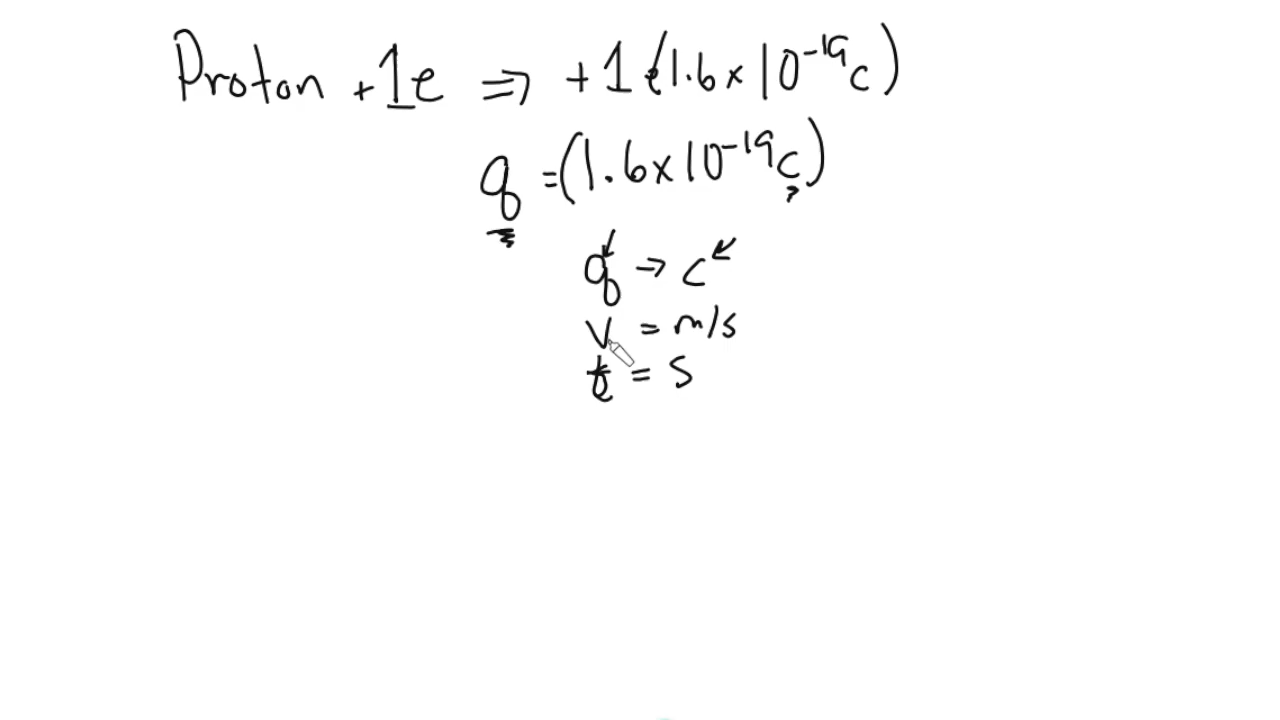 Proton +1e ⇒ +1e(1.6×10⁻¹⁹C)
q = (1.6×10⁻¹⁹C)
q → C
v = m/s
t = s